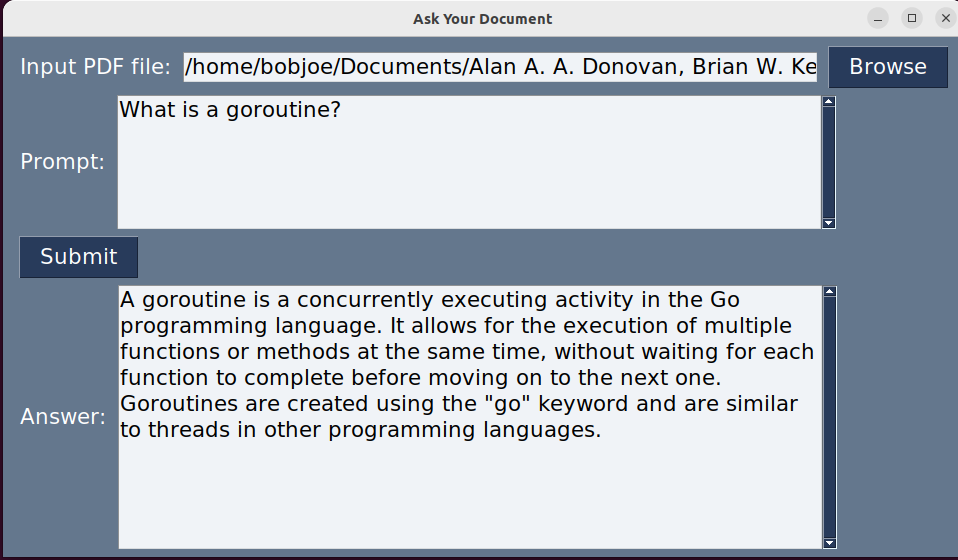 Ask Your Document
Input PDF file: /home/bobjoe/Documents/Alan A. A. Donovan, Brian W. Ke Browse
What is a goroutine?
Prompt:
Submit
A goroutine is a concurrently executing activity in the Go
programming language. It allows for the execution of multiple
functions or methods at the same time, without waiting for each
function to complete before moving on to the next one.
Goroutines are created using the "go" keyword and are similar
Answer:
to threads in other programming languages.